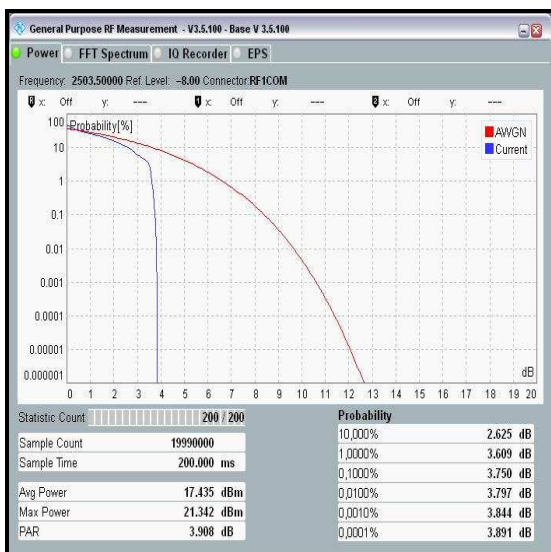 General Purpose RF Measurement - V3.5.100 - Base V 3.5.100
Power FFT Spectrum IQ Recorder EPS
Frequency: 2503.50000 Ref. Level: -8.00 Connector:RF1COM
x: Off y: --- x: Off y: --- x: Off y: ---
Probability[%]
AWGN
Current
100
10
1
0.1
0.01
0.001
0.0001
0.00001
0.000001
dB
0 1 2 3 4 5 6 7 8 9 10 11 12 13 14 15 16 17 18 19 20
Statistic Count 200 / 200
Sample Count 19990000
Sample Time 200.000 ms
Avg Power 17.435 dBm
Max Power 21.342 dBm
PAR 3.908 dB
Probability
10,000% 2.625 dB
1,0000% 3.609 dB
0,1000% 3.750 dB
0,0100% 3.797 dB
0,0010% 3.844 dB
0,0001% 3.891 dB